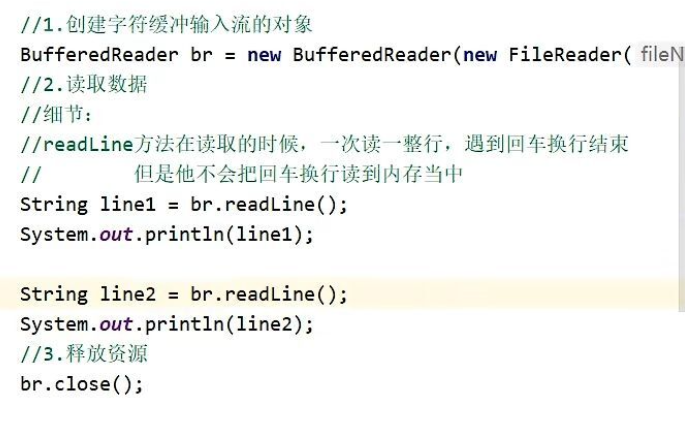 //1.创建字符缓冲输入流的对象
BufferedReader br = new BufferedReader(new FileReader( fileN
//2.读取数据
//细节：
//readLine方法在读取的时候，一次读一整行，遇到回车换行结束
//        但是他不会把回车换行读到内存当中
String line1 = br.readLine();
System.out.println(line1);
String line2 = br.readLine();
System.out.println(line2);
//3.释放资源
br.close();